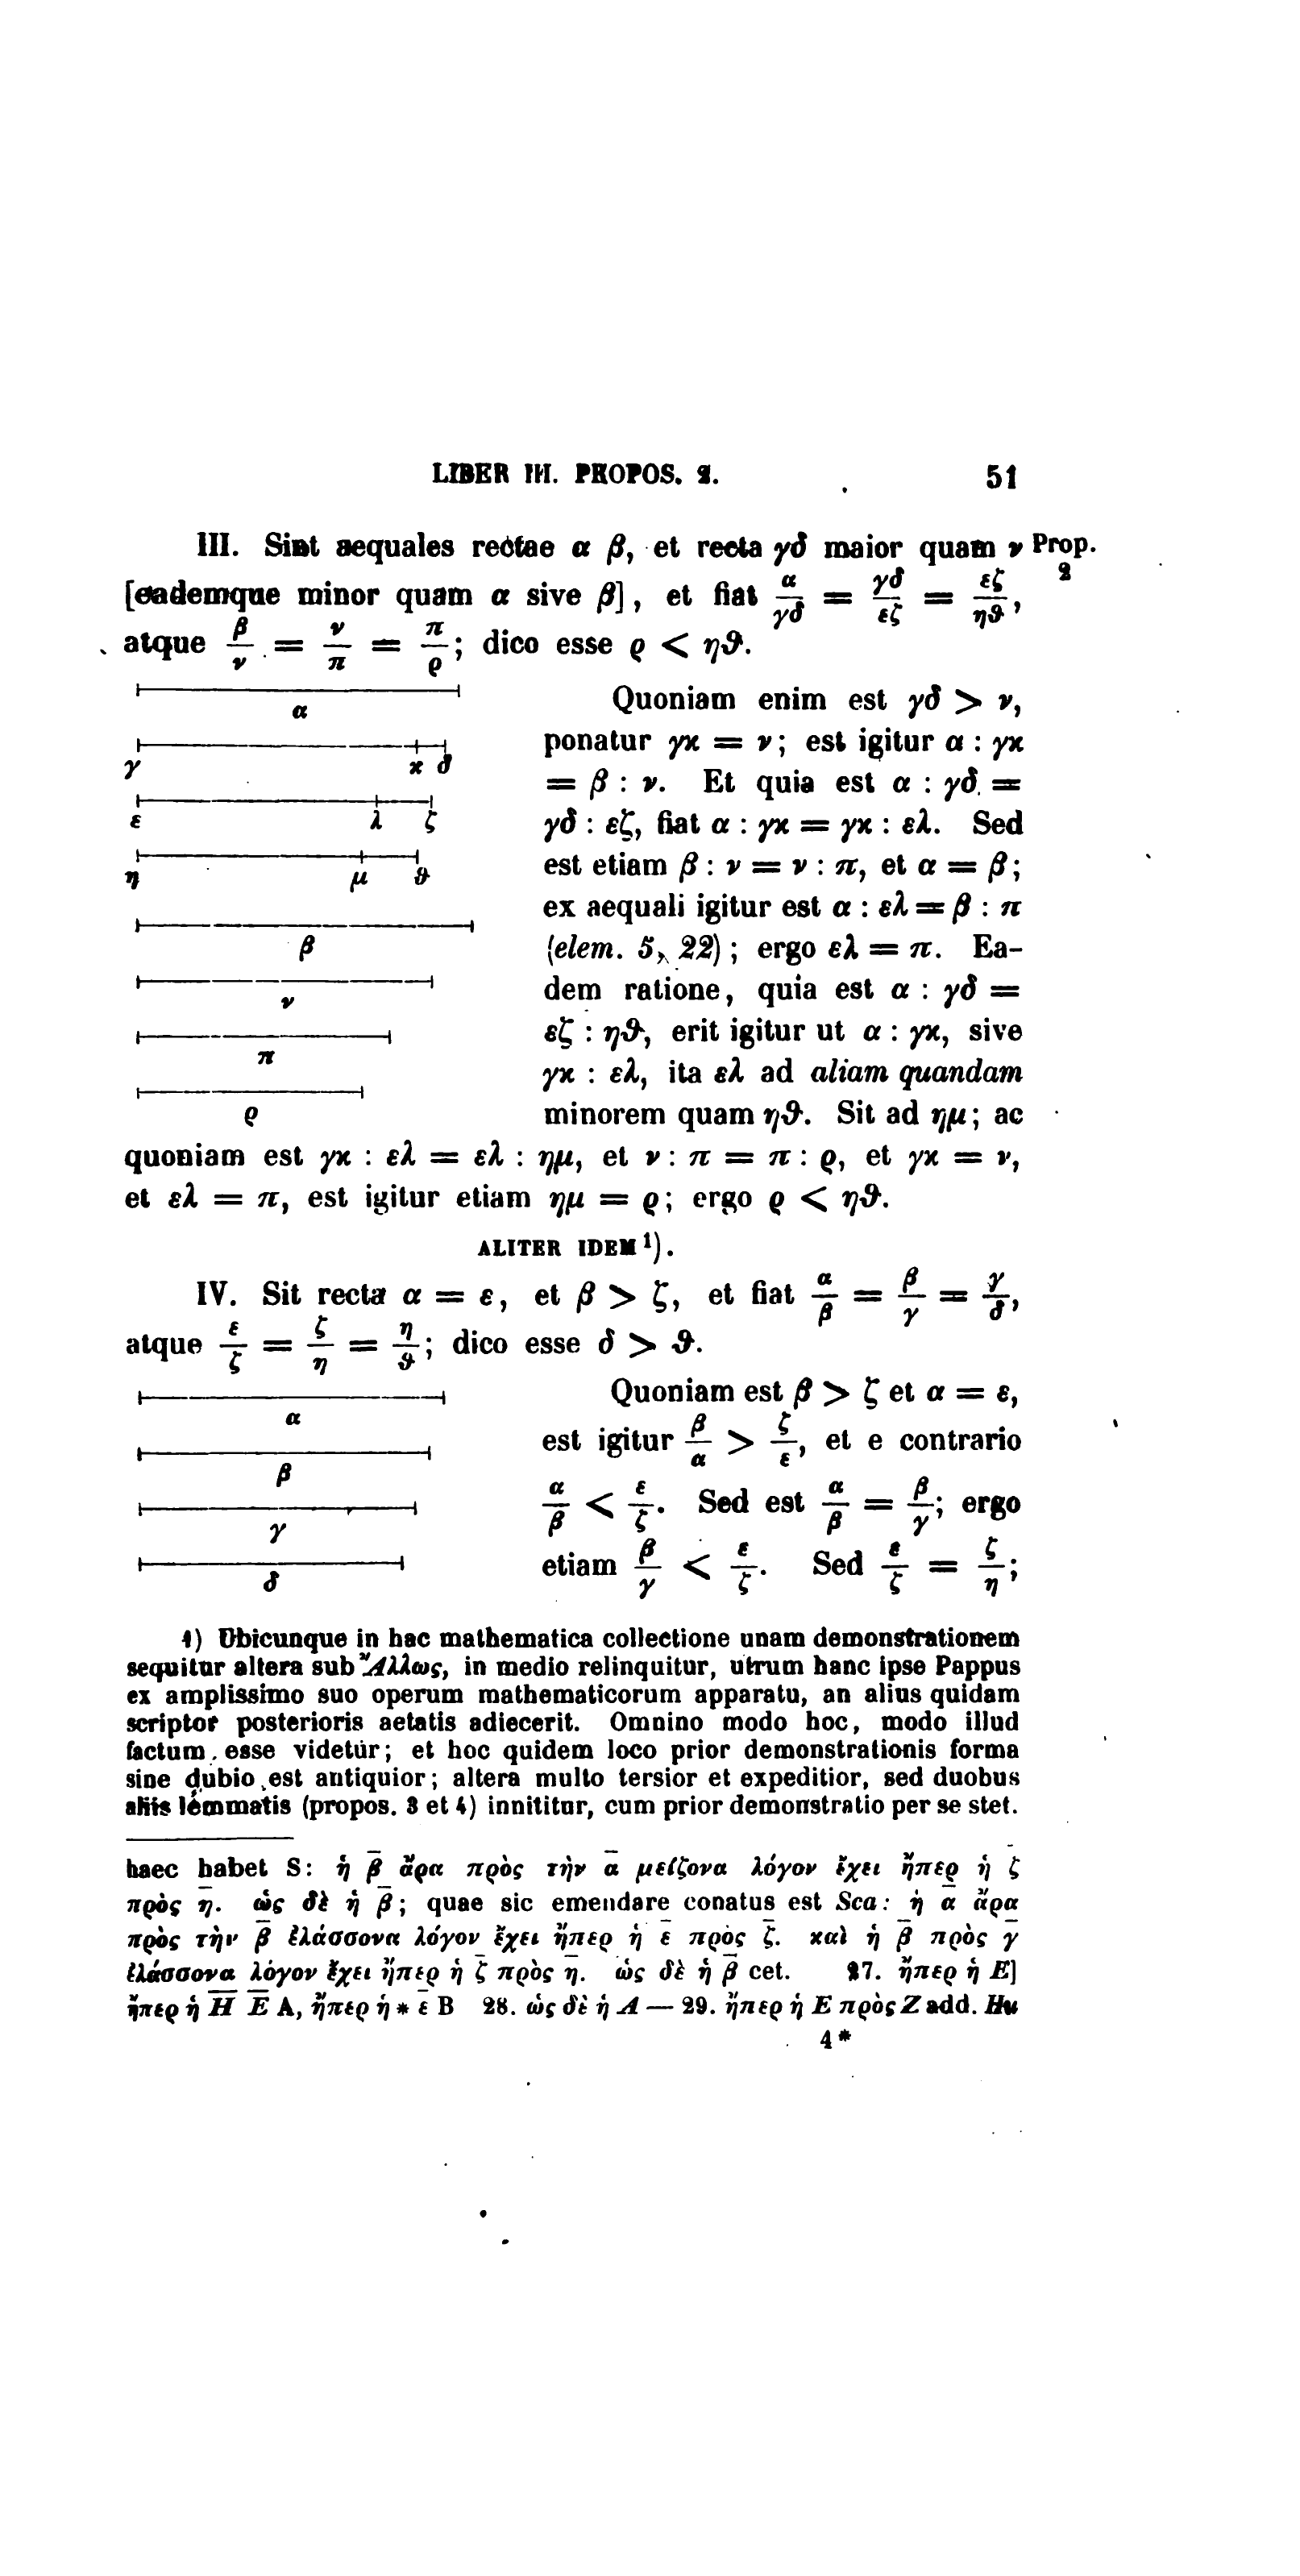 LIBER III. PROPOS. 2. 51
III. Sint aequales rectae α β, et recta γδ maior quam ν Prop. 2
[eademque minor quam α sive β], et fiat α/γδ = γδ/εζ = εζ/ηϑ,
atque β/ν = ν/π = π/ϱ; dico esse ϱ < ηϑ.
α
γ κ δ
ε λ ζ
η μ ϑ
β
ν
π
ϱ
Quoniam enim est γδ > ν,
ponatur γκ = ν; est igitur α : γκ
= β : ν. Et quia est α : γδ =
γδ : εζ, fiat α : γκ = γκ : ελ. Sed
est etiam β : ν = ν : π, et α = β;
ex aequali igitur est α : ελ = β : π
(elem. 5, 22); ergo ελ = π. Ea-
dem ratione, quia est α : γδ =
εζ : ηϑ, erit igitur ut α : γκ, sive
γκ : ελ, ita ελ ad aliam quandam
minorem quam ηϑ. Sit ad ημ; ac
quoniam est γκ : ελ = ελ : ημ, et ν : π = π : ϱ, et γκ = ν,
et ελ = π, est igitur etiam ημ = ϱ; ergo ϱ < ηϑ.
ALITER IDEM 1).
IV. Sit recta α = ε, et β > ζ, et fiat α/β = β/γ = γ/δ,
atque ε/ζ = ζ/η = η/ϑ; dico esse δ > ϑ.
α
β
γ
δ
Quoniam est β > ζ et α = ε,
est igitur β/α > ζ/ε, et e contrario
α/β < ε/ζ. Sed est α/β = β/γ; ergo
etiam β/γ < ε/ζ. Sed ε/ζ = ζ/η;
1) Ubicunque in hac mathematica collectione unam demonstrationem
sequitur altera sub Ἄλλως, in medio relinquitur, utrum hanc ipse Pappus
ex amplissimo suo operum mathematicorum apparatu, an alius quidam
scriptor posterioris aetatis adiecerit. Omnino modo hoc, modo illud
factum esse videtur; et hoc quidem loco prior demonstrationis forma
sine dubio est antiquior; altera multo tersior et expeditior, sed duobus
aliis lemmatis (propos. 3 et 4) innititur, cum prior demonstratio per se stet.
haec habet S: ἡ β̄ ἄρα πρὸς τὴν ᾱ μείζονα λόγον ἔχει ἤπερ ἡ ζ̄
πρὸς η̄. ὡς δὲ ἡ β̄; quae sic emendare conatus est Sca: ἡ ᾱ ἄρα
πρὸς τὴν β̄ ἐλάσσονα λόγον ἔχει ἤπερ ἡ ε̄ πρὸς ζ̄. καὶ ἡ β̄ πρὸς γ̄
ἐλάσσονα λόγον ἔχει ἤπερ ἡ ζ̄ πρὸς η̄. ὡς δὲ ἡ β̄ cet. 27. ἤπερ ἡ E]
ἤπερ ἡ H̄ Ē A, ἤπερ ἡ * ε̄ B 28. ὡς δὲ ἡ A — 29. ἤπερ ἡ E πρὸς Z add. Hu
4*